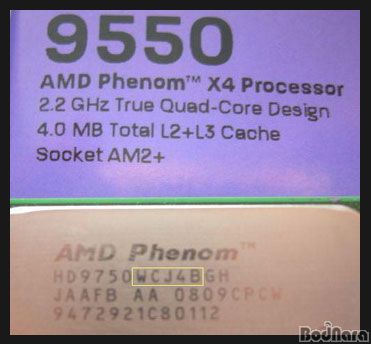 9550
AMD Phenom™ X4 Processor
2.2 GHz True Quad-Core Design
4.0 MB Total L2+L3 Cache
Socket AM2+
AMD Phenom™
HD9750WCJ4BGH
JAAFB AA 0809CPCW
9472921C80112
BodNara